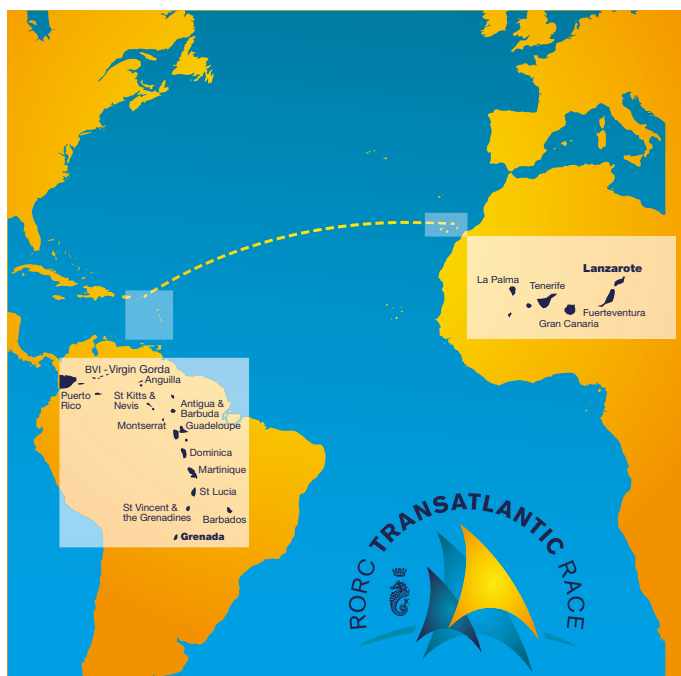 Lanzarote
La Palma
Tenerife
Fuerteventura
Gran Canaria
BVI - Virgin Gorda
Anguilla
Puerto
Rico
St Kitts &
Nevis
Antigua &
Barbuda
Montserrat
Guadeloupe
Dominica
Martinique
St Lucia
St Vincent &
the Grenadines
Barbados
Grenada
RORC TRANSATLANTIC RACE